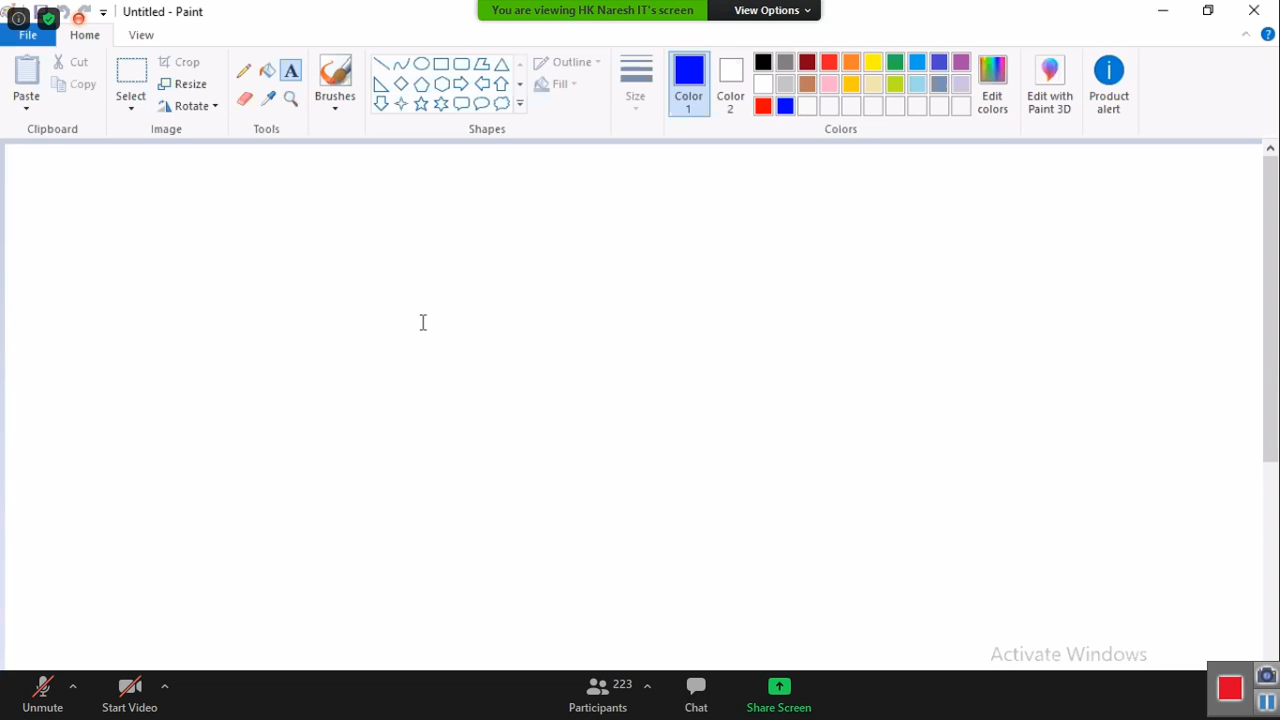 You are viewing HK Naresh IT's screen
View Options
Untitled - Paint
File
Home
View
Paste
Cut
Copy
Clipboard
Select
Crop
Resize
Rotate
Image
A
Tools
Brushes
Outline
Fill
Shapes
Size
Color
1
Color
2
Edit
colors
Colors
Edit with
Paint 3D
Product
alert
Activate Windows
Unmute
Start Video
223
Participants
Chat
Share Screen